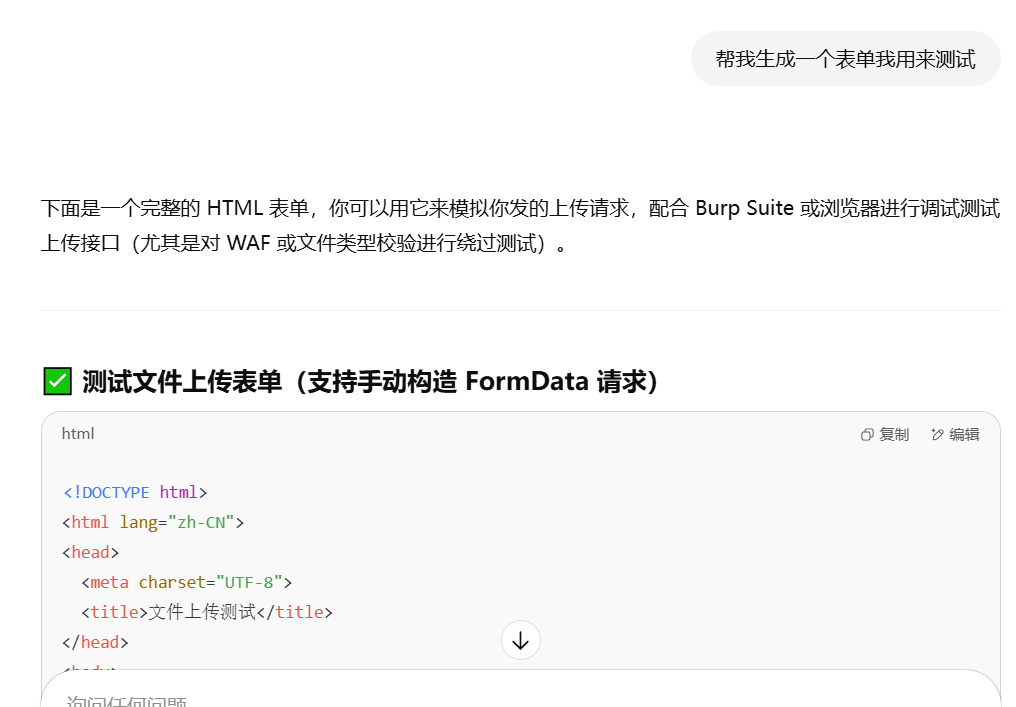 帮我生成一个表单我用来测试
下面是一个完整的 HTML 表单，你可以用它来模拟你发的上传请求，配合 Burp Suite 或浏览器进行调试测试
上传接口（尤其是对 WAF 或文件类型校验进行绕过测试）。
✅ 测试文件上传表单（支持手动构造 FormData 请求）
html 复制 编辑
<!DOCTYPE html>
<html lang="zh-CN">
<head>
  <meta charset="UTF-8">
  <title>文件上传测试</title>
</head>
<body>
询问任何问题